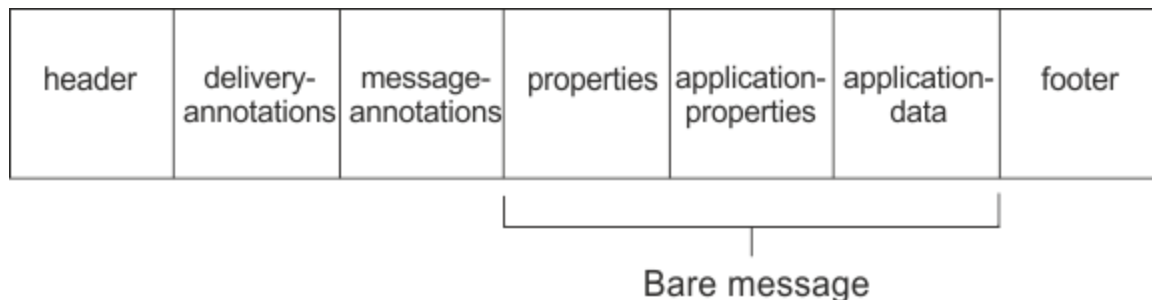 header
delivery-
annotations
message-
annotations
properties
application-
properties
application-
data
footer
Bare message